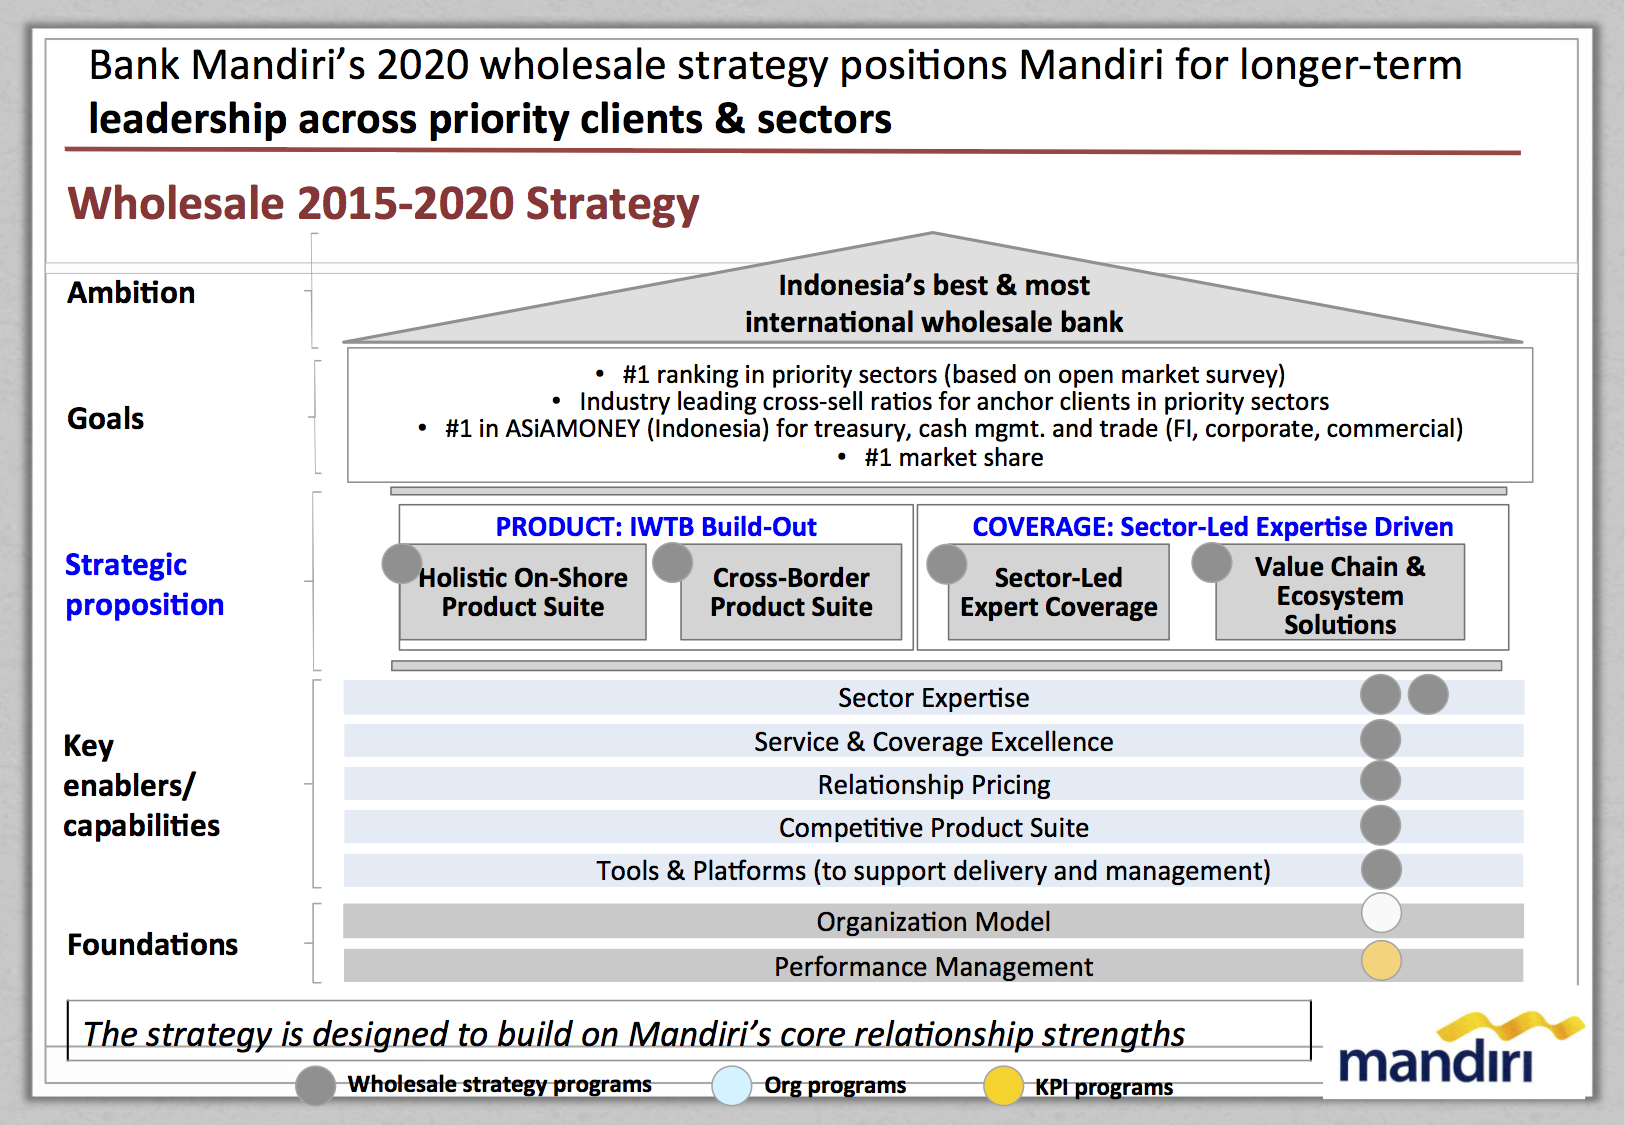 Bank Mandiri’s 2020 wholesale strategy positions Mandiri for longer-term
leadership across priority clients & sectors
Wholesale 2015-2020 Strategy
Ambition
Indonesia’s best & most
international wholesale bank
Goals
• #1 ranking in priority sectors (based on open market survey)
• Industry leading cross-sell ratios for anchor clients in priority sectors
• #1 in ASiAMONEY (Indonesia) for treasury, cash mgmt. and trade (FI, corporate, commercial)
• #1 market share
Strategic
proposition
PRODUCT: IWTB Build-Out
Holistic On-Shore
Product Suite
Cross-Border
Product Suite
COVERAGE: Sector-Led Expertise Driven
Sector-Led
Expert Coverage
Value Chain &
Ecosystem
Solutions
Key
enablers/
capabilities
Sector Expertise
Service & Coverage Excellence
Relationship Pricing
Competitive Product Suite
Tools & Platforms (to support delivery and management)
Foundations
Organization Model
Performance Management
The strategy is designed to build on Mandiri’s core relationship strengths
mandiri
Wholesale strategy programs
Org programs
KPI programs